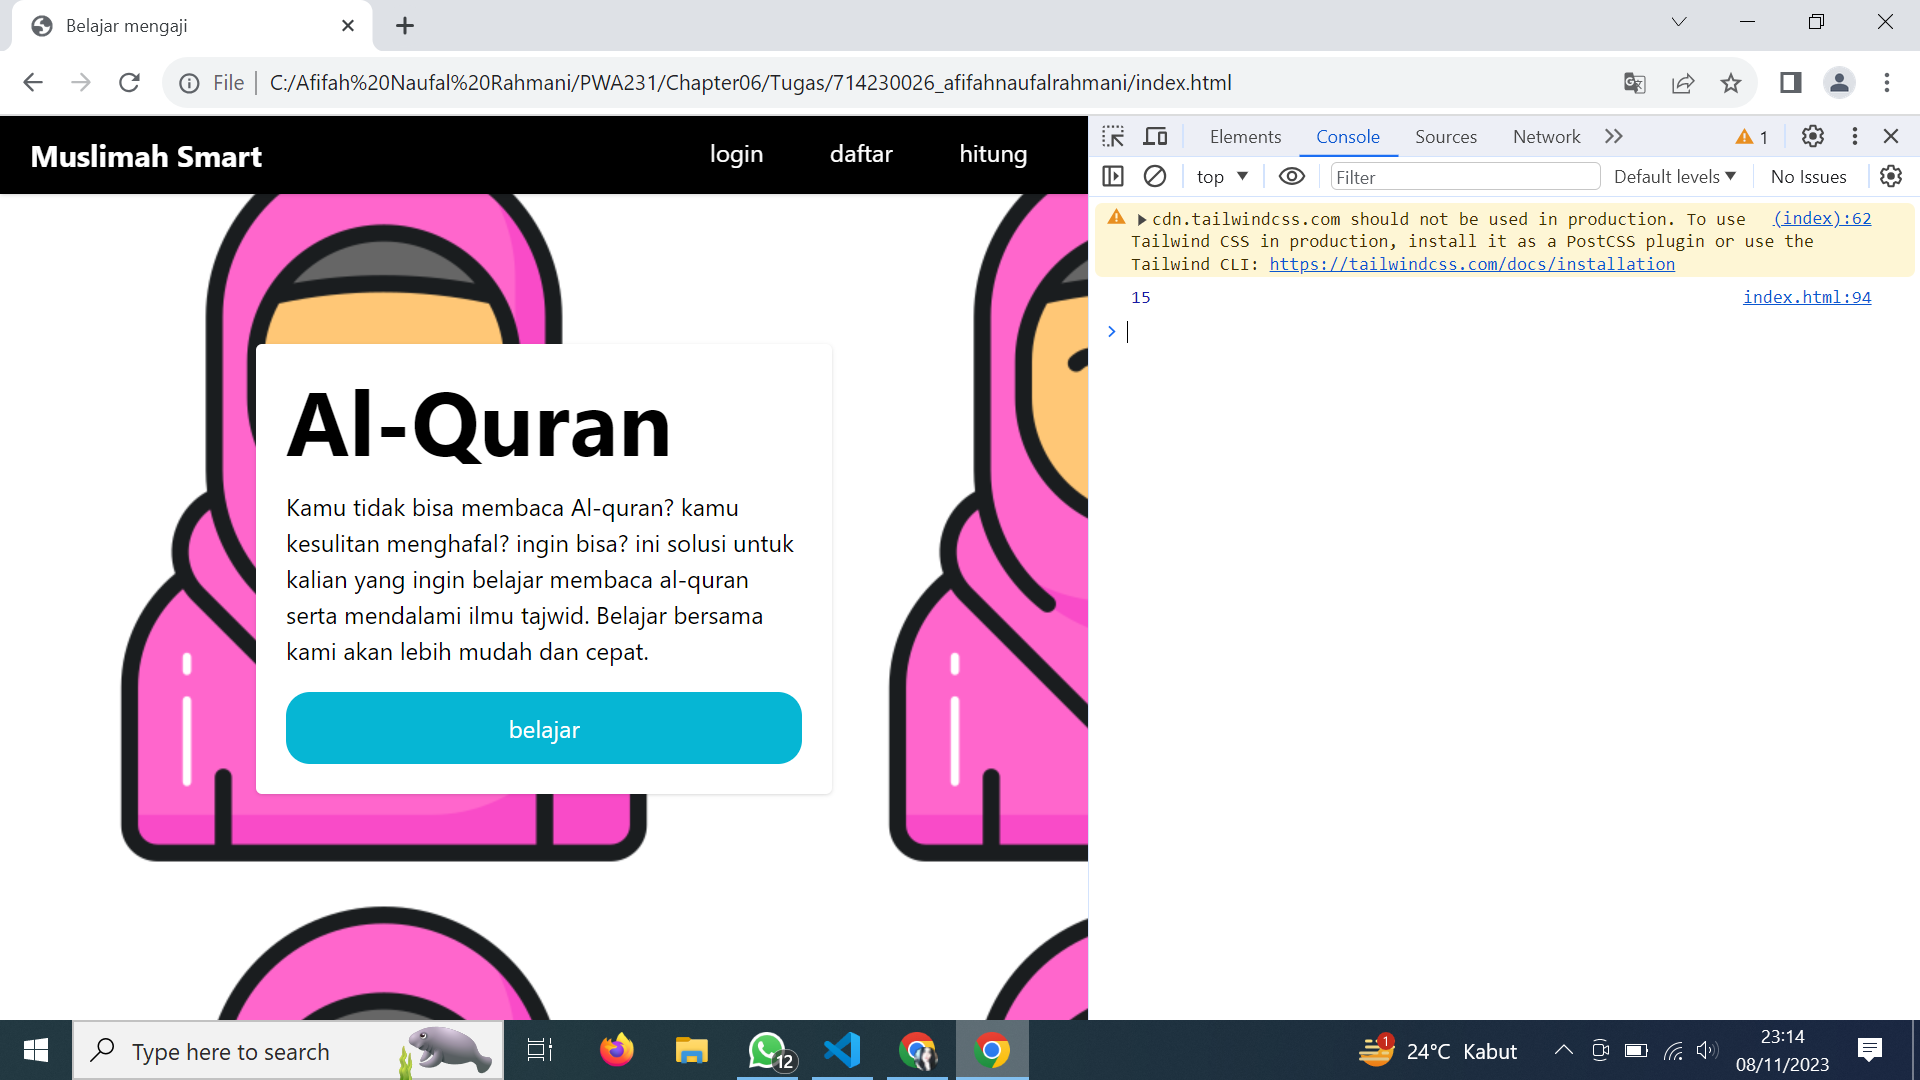 Belajar mengaji
File
C:/Afifah%20Naufal%20Rahmani/PWA231/Chapter06/Tugas/714230026_afifahnaufalrahmani/index.html
Muslimah Smart
login daftar hitung
Al-Quran
Kamu tidak bisa membaca Al-quran? kamu
kesulitan menghafal? ingin bisa? ini solusi untuk
kalian yang ingin belajar membaca al-quran
serta mendalami ilmu tajwid. Belajar bersama
kami akan lebih mudah dan cepat.
belajar
Elements Console Sources Network 1
top Filter Default levels No Issues
cdn.tailwindcss.com should not be used in production. To use (index):62
Tailwind CSS in production, install it as a PostCSS plugin or use the
Tailwind CLI: https://tailwindcss.com/docs/installation
15 index.html:94
Type here to search
12
1
24°C Kabut
23:14
08/11/2023